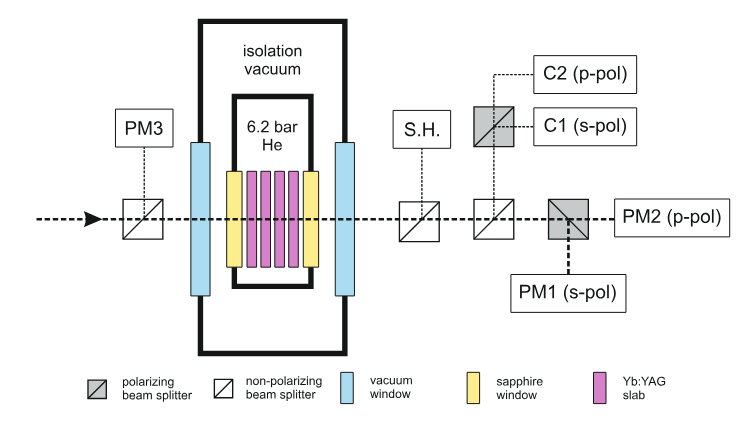 isolation
vacuum
C2 (p-pol)
PM3
6.2 bar
He
S.H.
C1 (s-pol)
PM2 (p-pol)
PM1 (s-pol)
polarizing
beam splitter
non-polarizing
beam splitter
vacuum
window
sapphire
window
Yb:YAG
slab